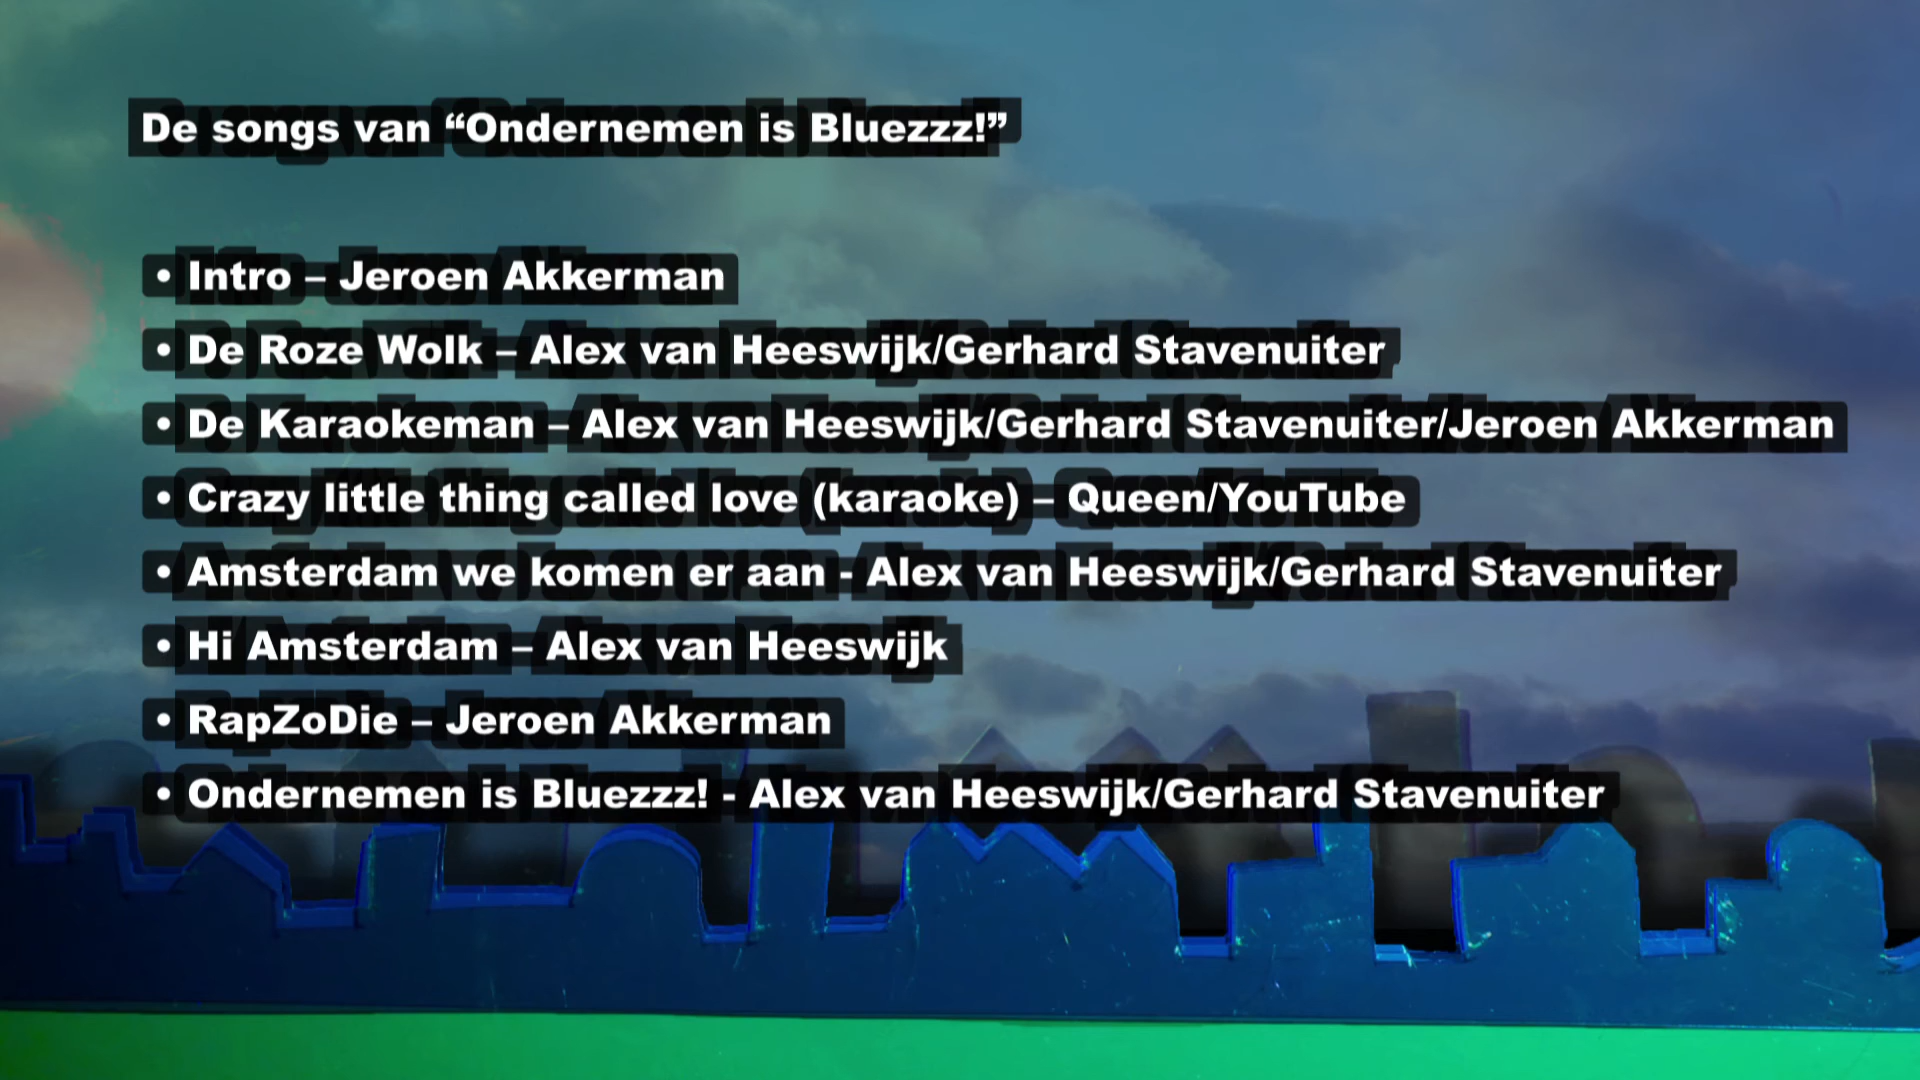 De songs van “Ondernemen is Bluezzz!”
• Intro – Jeroen Akkerman
• De Roze Wolk – Alex van Heeswijk/Gerhard Stavenuiter
• De Karaokeman – Alex van Heeswijk/Gerhard Stavenuiter/Jeroen Akkerman
• Crazy little thing called love (karaoke) – Queen/YouTube
• Amsterdam we komen er aan - Alex van Heeswijk/Gerhard Stavenuiter
• Hi Amsterdam – Alex van Heeswijk
• RapZoDie – Jeroen Akkerman
• Ondernemen is Bluezzz! - Alex van Heeswijk/Gerhard Stavenuiter